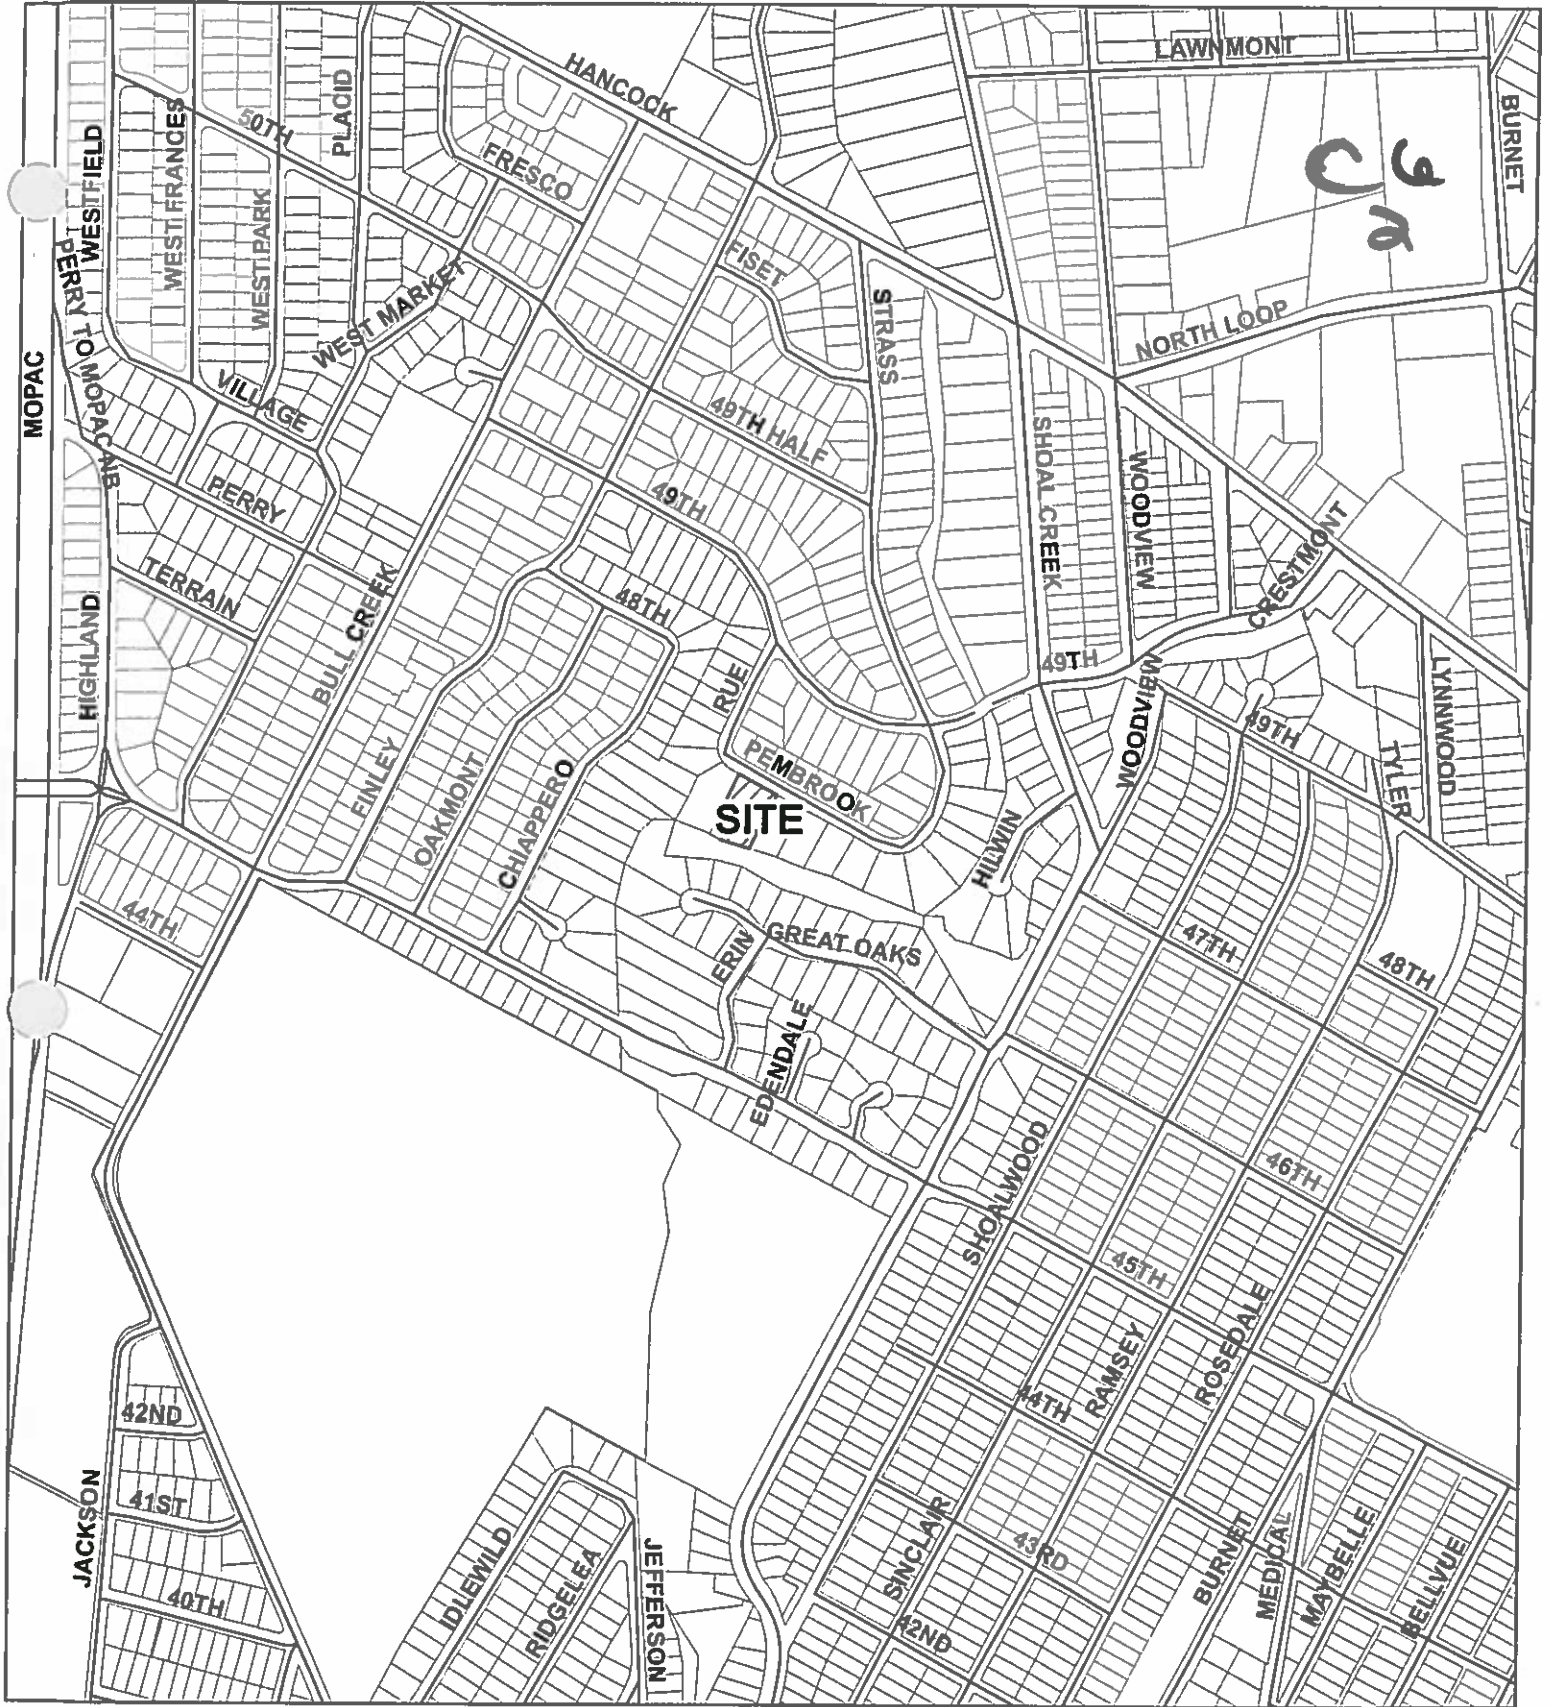 LAWNMONT
HANCOCK
BURNET
PLACID
50TH
WESTFIELD
WEST FRANCES
WEST PARK
FRESCO
FISET
STRASS
NORTH LOOP
PERRY TO MOPAC NB
WEST MARKET
MOPAC
VILLAGE
49TH HALF
SHOAL CREEK
WOODVIEW
PERRY
49TH
CRESTMONT
TERRAIN
48TH
HIGHLAND
BULL CREEK
RUE
49TH
LYNNWOOD
WOODVIEW
49TH
TYLER
PEMBROOK
FINLEY
OAKMONT
CHIAPPERO
SITE
HILWIN
44TH
ERIN
GREAT OAKS
47TH
48TH
EDENDALE
SHOALWOOD
46TH
45TH
ROSEDALE
RAMSEY
44TH
42ND
41ST
JACKSON
40TH
IDLEWILD
RIDGELEA
JEFFERSON
SINCLAIR
43RD
42ND
BURNET
MEDICAL
MAYBELLE
BELLVUE